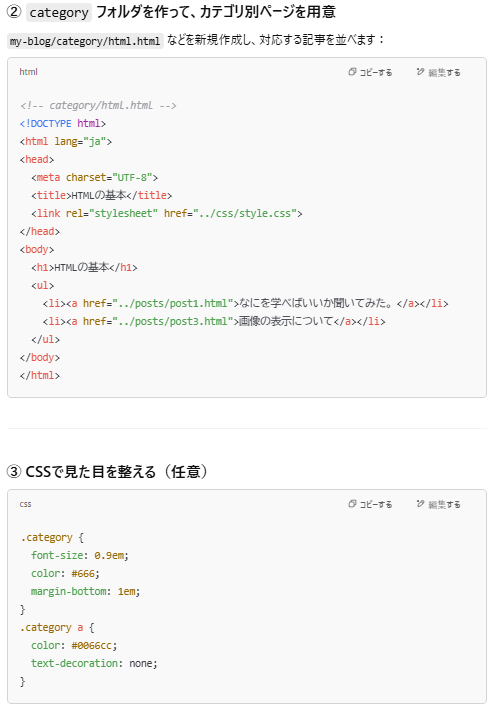 ② category フォルダを作って、カテゴリ別ページを用意
my-blog/category/html.html などを新規作成し、対応する記事を並べます：
html コピーする 編集する
<!-- category/html.html -->
<!DOCTYPE html>
<html lang="ja">
<head>
  <meta charset="UTF-8">
  <title>HTMLの基本</title>
  <link rel="stylesheet" href="../css/style.css">
</head>
<body>
  <h1>HTMLの基本</h1>
  <ul>
    <li><a href="../posts/post1.html">なにを学べばいいか聞いてみた。</a></li>
    <li><a href="../posts/post3.html">画像の表示について</a></li>
  </ul>
</body>
</html>
③ CSSで見た目を整える（任意）
css コピーする 編集する
.category {
  font-size: 0.9em;
  color: #666;
  margin-bottom: 1em;
}
.category a {
  color: #0066cc;
  text-decoration: none;
}